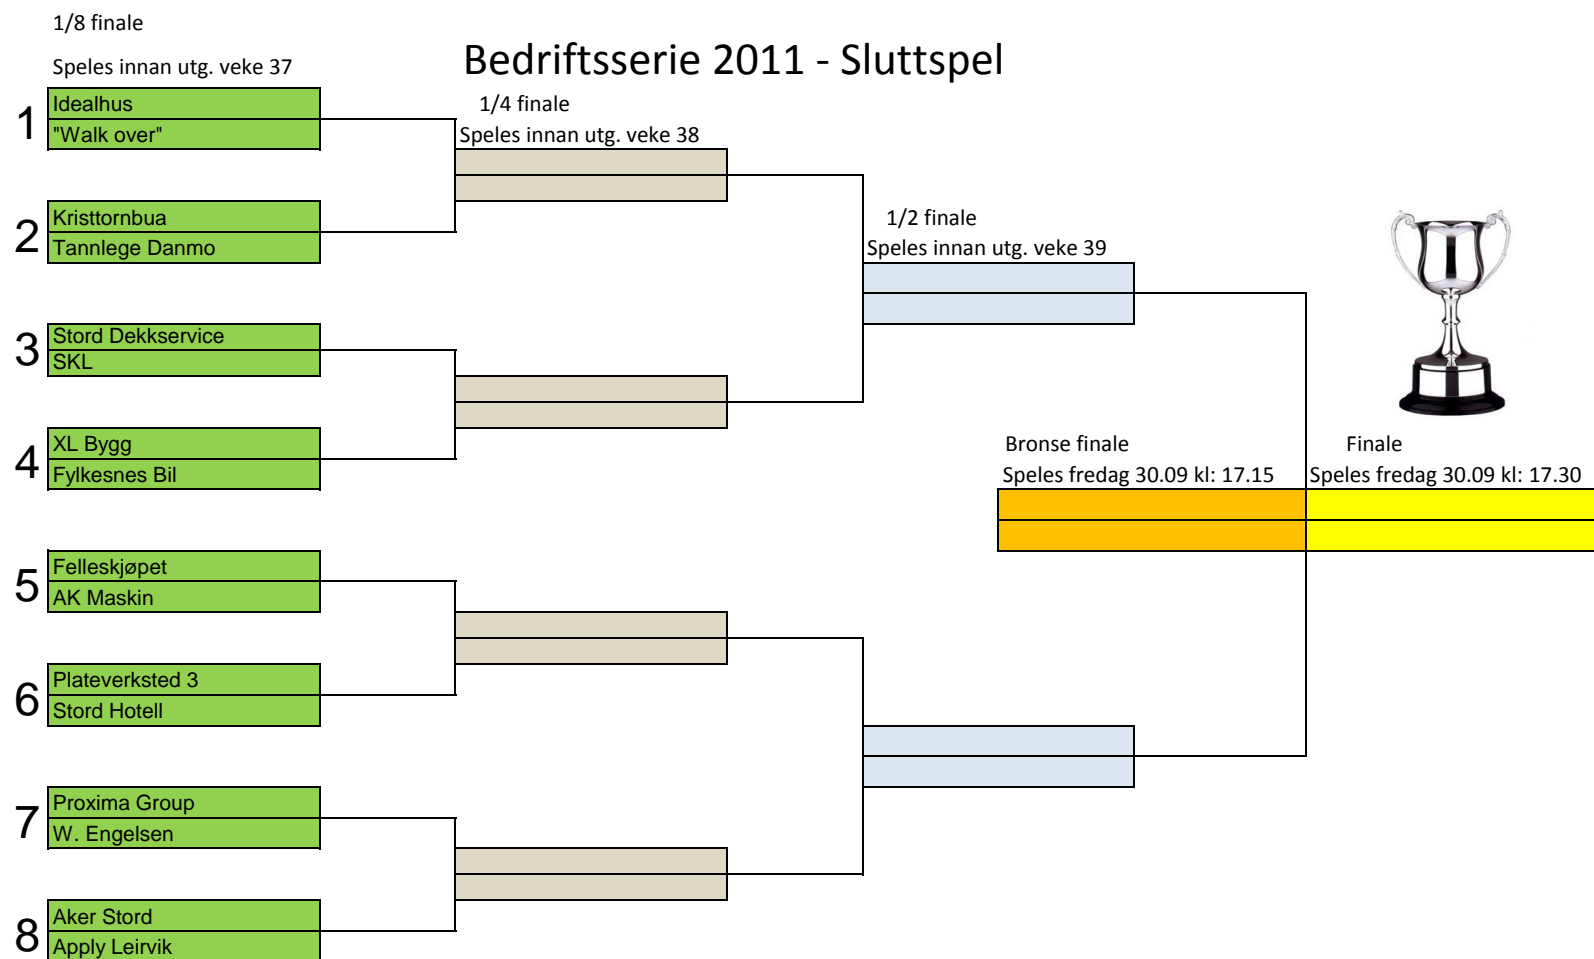 1/8 finale
Speles innan utg. veke 37
Bedriftsserie 2011 - Sluttspel
1
Idealhus
"Walk over"
1/4 finale
Speles innan utg. veke 38
2
Kristtornbua
Tannlege Danmo
1/2 finale
Speles innan utg. veke 39
3
Stord Dekkservice
SKL
4
XL Bygg
Fylkesnes Bil
Bronse finale
Speles fredag 30.09 kl: 17.15
Finale
Speles fredag 30.09 kl: 17.30
5
Felleskjøpet
AK Maskin
6
Plateverksted 3
Stord Hotell
7
Proxima Group
W. Engelsen
8
Aker Stord
Apply Leirvik